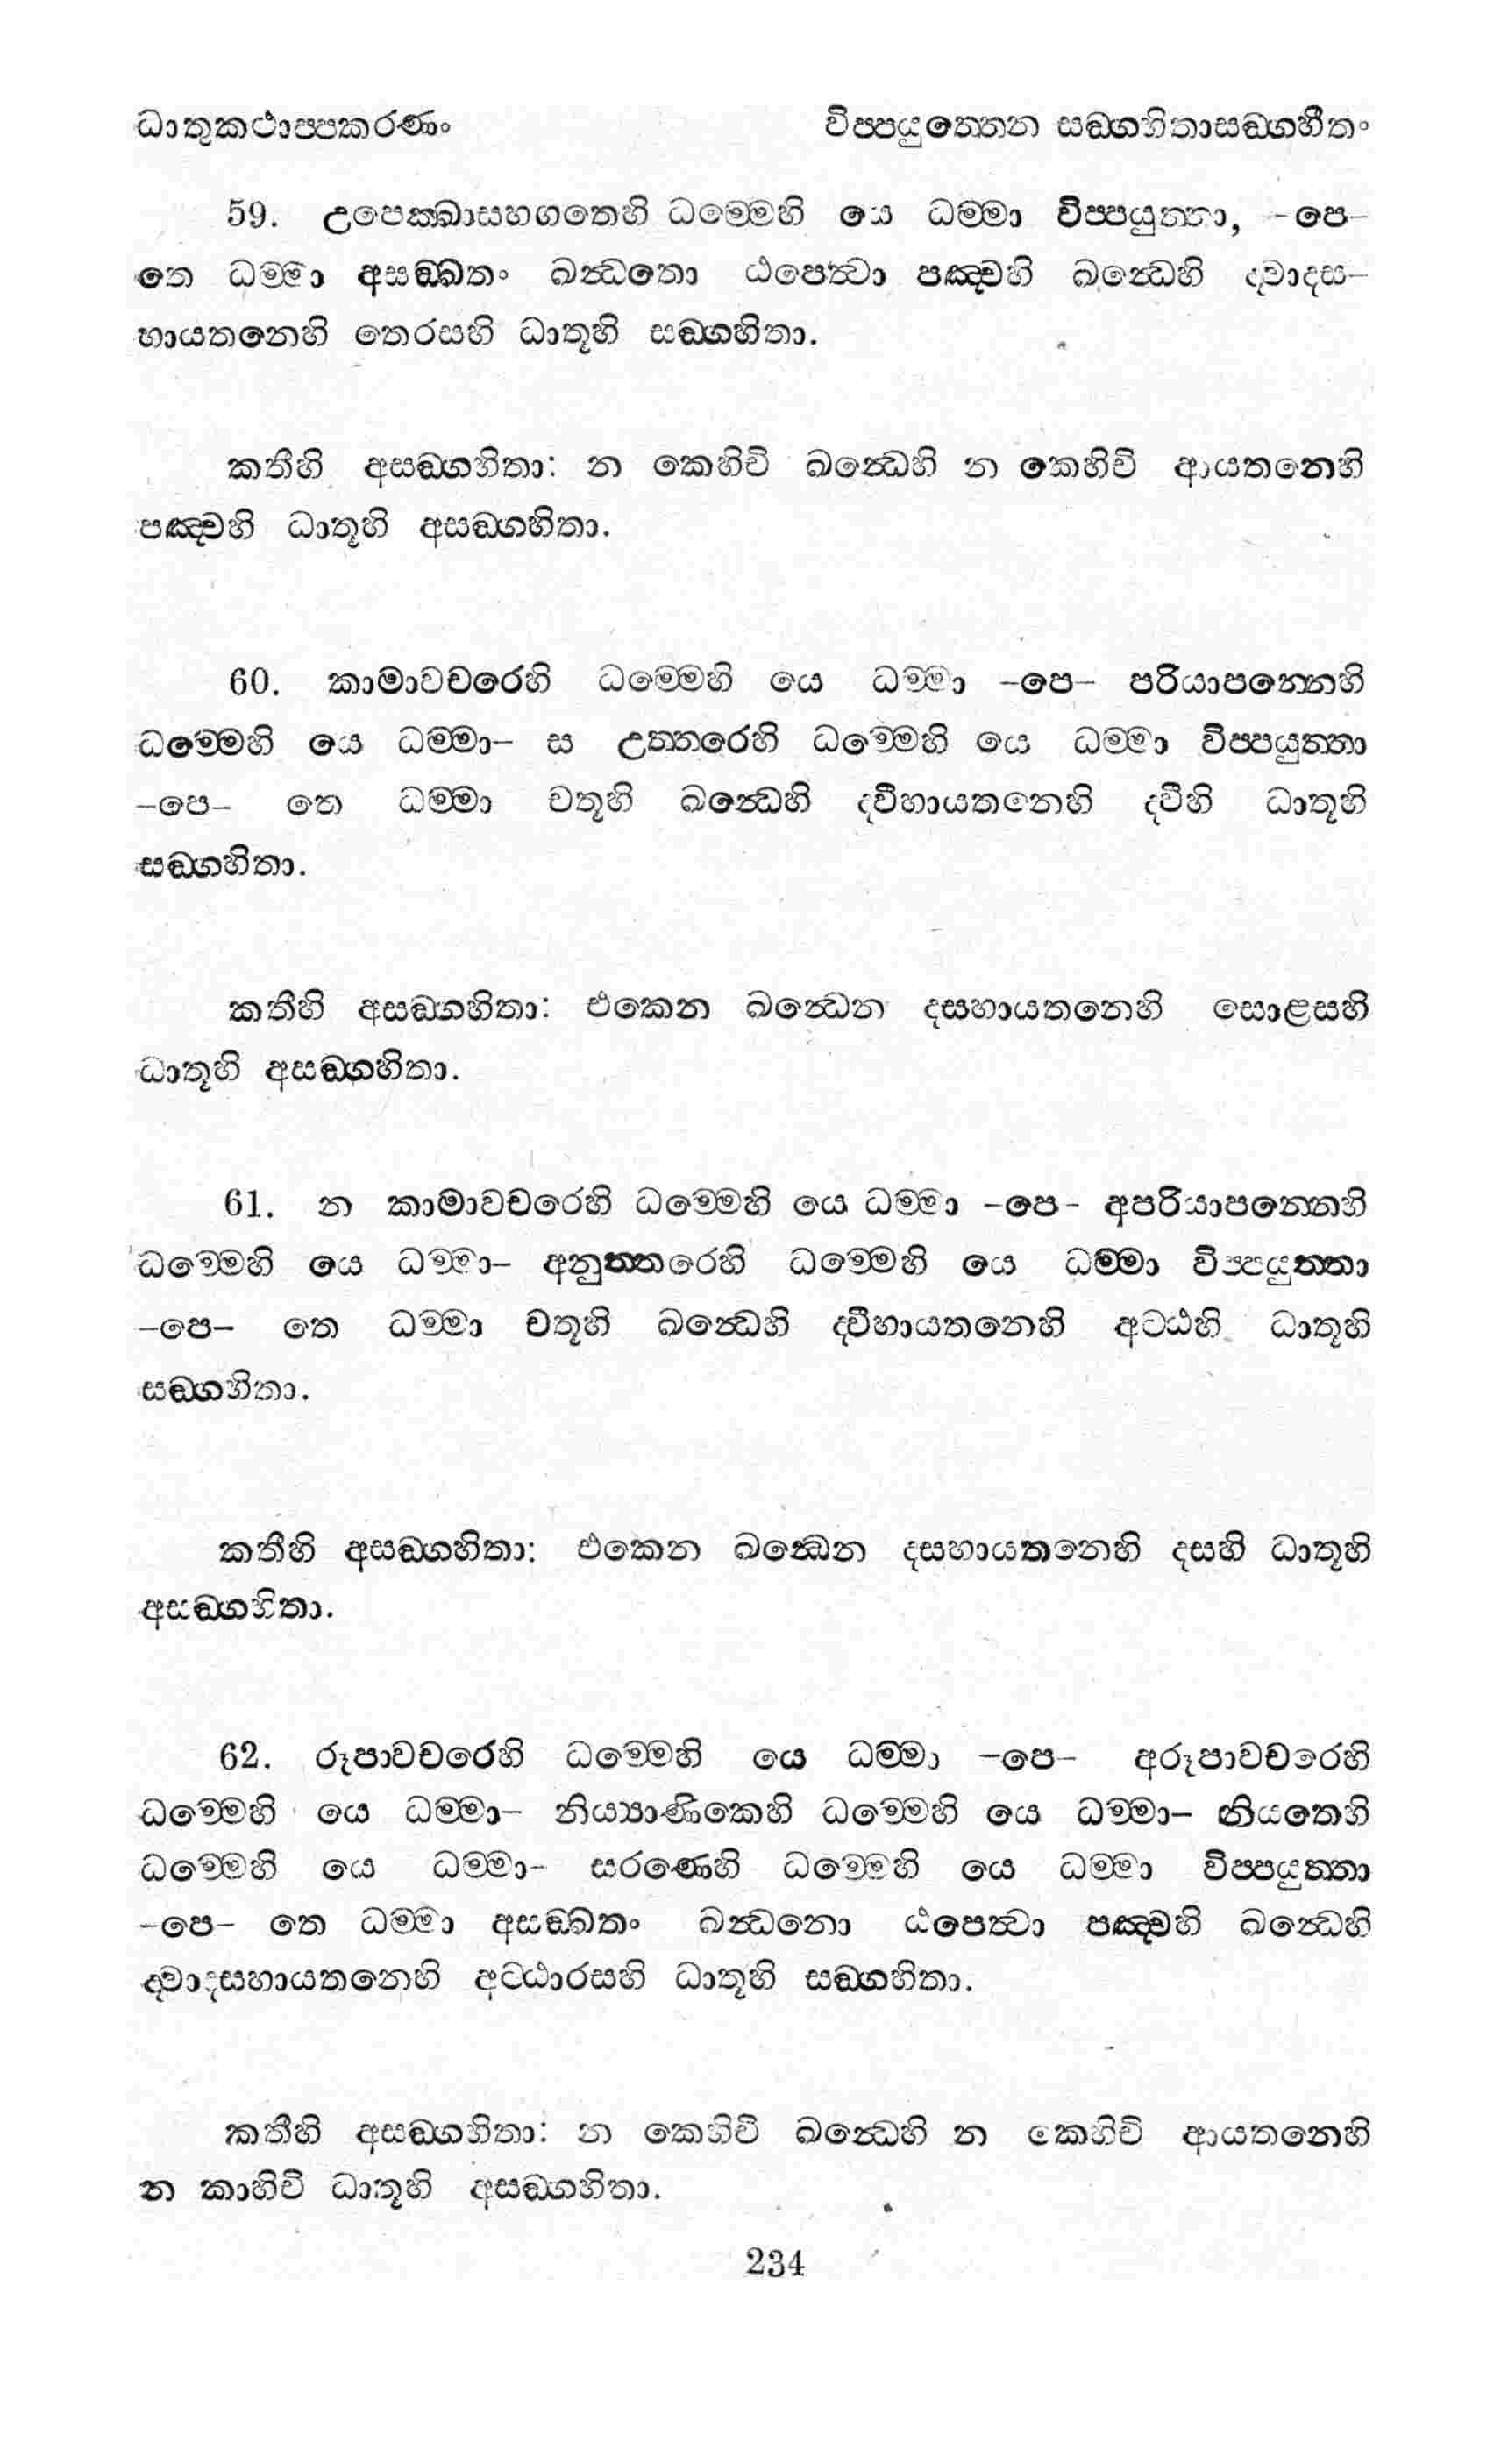 ධාතුකථාප්පකරණං විප්පයුත්තෙන සඞ්ගහිතාසඞ්ගහීතං
59. උපෙක්ඛාසහගතෙහි ධම්මෙහි යෙ ධම්මා විප්පයුත්තා, -පෙ-
තෙ ධම්මා අසඞ්ඛතං ඛන්ධතො ඨපෙත්වා පඤ්චහි ඛන්ධෙහි ද්වාදස-
හායතනෙහි තෙරසහි ධාතූහි සඞ්ගහිතා.
කතීහි අසඞ්ගහිතා: න කෙහිචි ඛන්ධෙහි න කෙහිචි ආයතනෙහි
පඤ්චහි ධාතූහි අසඞ්ගහිතා.
60. කාමාවචරෙහි ධම්මෙහි යෙ ධම්මා -පෙ- පරියාපන්නෙහි
ධම්මෙහි යෙ ධම්මා- ස උත්තරෙහි ධම්මෙහි යෙ ධම්මා විප්පයුත්තා
-පෙ- තෙ ධම්මා චතූහි ඛන්ධෙහි ද්වීහායතනෙහි ද්වීහි ධාතූහි
සඞ්ගහිතා.
කතීහි අසඞ්ගහිතා: එකෙන ඛන්ධෙන දසහායතනෙහි සොළසහි
ධාතූහි අසඞ්ගහිතා.
61. න කාමාවචරෙහි ධම්මෙහි යෙ ධම්මා -පෙ- අපරියාපන්නෙහි
ධම්මෙහි යෙ ධම්මා- අනුත්තරෙහි ධම්මෙහි යෙ ධම්මා විප්පයුත්තා
-පෙ- තෙ ධම්මා චතූහි ඛන්ධෙහි ද්වීහායතනෙහි අට්ඨහි ධාතූහි
සඞ්ගහිතා.
කතීහි අසඞ්ගහිතා: එකෙන ඛන්ධෙන දසහායතනෙහි දසහි ධාතූහි
අසඞ්ගහිතා.
62. රූපාවචරෙහි ධම්මෙහි යෙ ධම්මා -පෙ- අරූපාවචරෙහි
ධම්මෙහි යෙ ධම්මා- නිය්‍යාණිකෙහි ධම්මෙහි යෙ ධම්මා- නියතෙහි
ධම්මෙහි යෙ ධම්මා- සරණෙහි ධම්මෙහි යෙ ධම්මා විප්පයුත්තා
-පෙ- තෙ ධම්මා අසඞ්ඛතං ඛන්ධනො ඨපෙත්වා පඤ්චහි ඛන්ධෙහි
ද්වාදසහායතනෙහි අට්ඨාරසහි ධාතූහි සඞ්ගහිතා.
කතීහි අසඞ්ගහිතා: න කෙහිචි ඛන්ධෙහි න කෙහිචි ආයතනෙහි
න කාහිචි ධාතූහි අසඞ්ගහිතා.
234